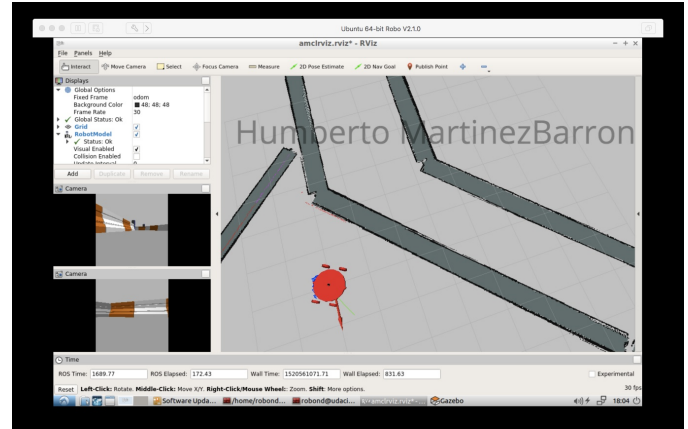 Ubuntu 64-bit Robo V2.1.0
amclrviz.rviz* - RViz
File Panels Help
Interact Move Camera Select Focus Camera Measure 2D Pose Estimate 2D Nav Goal Publish Point
Displays
Global Options
Fixed Frame odom
Background Color 48; 48; 48
Frame Rate 30
Global Status: Ok
Grid
RobotModel
Status: Ok
Visual Enabled
Collision Enabled
Update Interval 0
Add Duplicate Remove Rename
Camera
Camera
Humberto MartinezBarron
Time
ROS Time: 1689.77 ROS Elapsed: 172.43 Wall Time: 1520561071.71 Wall Elapsed: 831.63 Experimental
Reset Left-Click: Rotate. Middle-Click: Move X/Y. Right-Click/Mouse Wheel:: Zoom. Shift: More options. 30 fps
Software Upda... /home/robond... robond@udaci... amclrviz.rviz*-... Gazebo 18:04